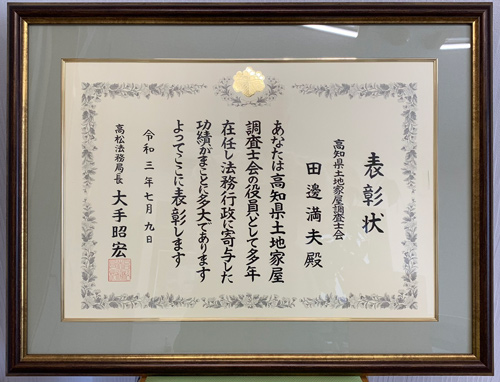 表彰状
高知県土地家屋調査士会
田邊満夫殿
あなたは高知県土地家屋
調査士会の役員として多年
在任し法務行政に寄与した
功績がまことに多大であります
よってここに表彰します
令和三年七月九日
高松法務局長 大手昭宏